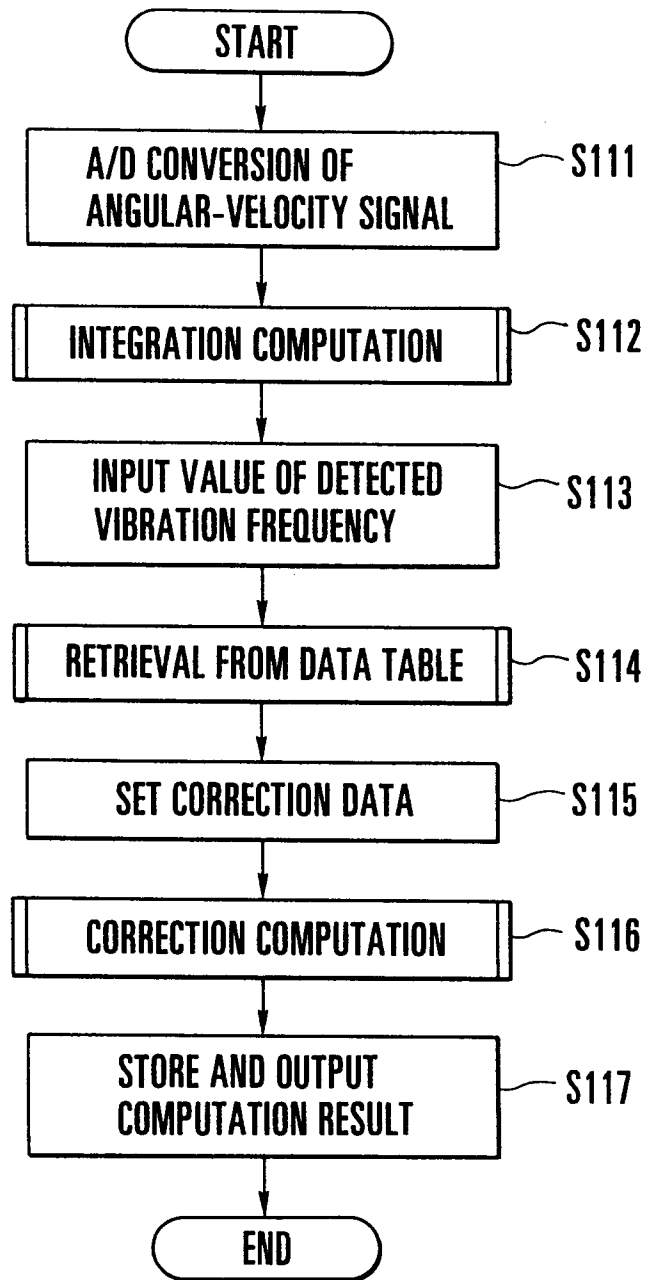 START
A/D CONVERSION OF
ANGULAR-VELOCITY SIGNAL
S111
INTEGRATION COMPUTATION
S112
INPUT VALUE OF DETECTED
VIBRATION FREQUENCY
S113
RETRIEVAL FROM DATA TABLE
S114
SET CORRECTION DATA
S115
CORRECTION COMPUTATION
S116
STORE AND OUTPUT
COMPUTATION RESULT
S117
END